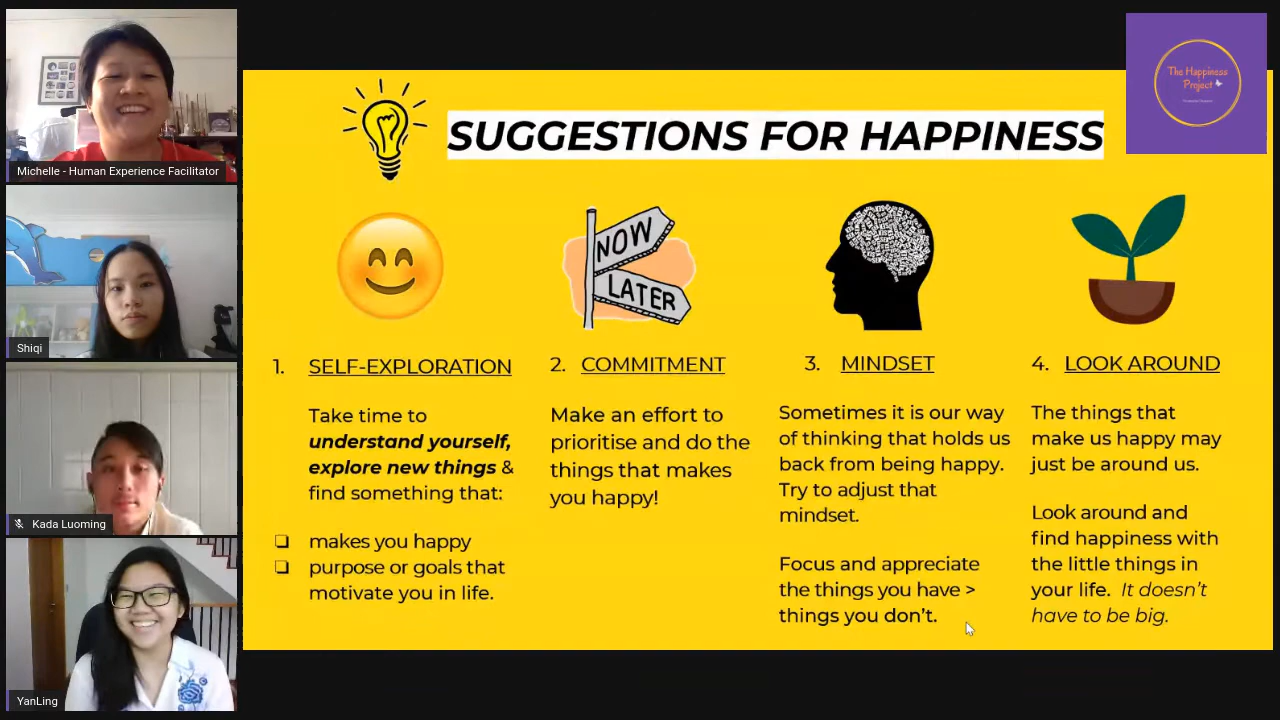 The Happiness
Project
SUGGESTIONS FOR HAPPINESS
NOW
LATER
1. SELF-EXPLORATION
Take time to
understand yourself,
explore new things &
find something that:
❏ makes you happy
❏ purpose or goals that
motivate you in life.
2. COMMITMENT
Make an effort to
prioritise and do the
things that makes
you happy!
3. MINDSET
Sometimes it is our way
of thinking that holds us
back from being happy.
Try to adjust that
mindset.
Focus and appreciate
the things you have >
things you don't.
4. LOOK AROUND
The things that
make us happy may
just be around us.
Look around and
find happiness with
the little things in
your life. It doesn't
have to be big.
Michelle - Human Experience Facilitator
Shiqi
Kada Luoming
YanLing